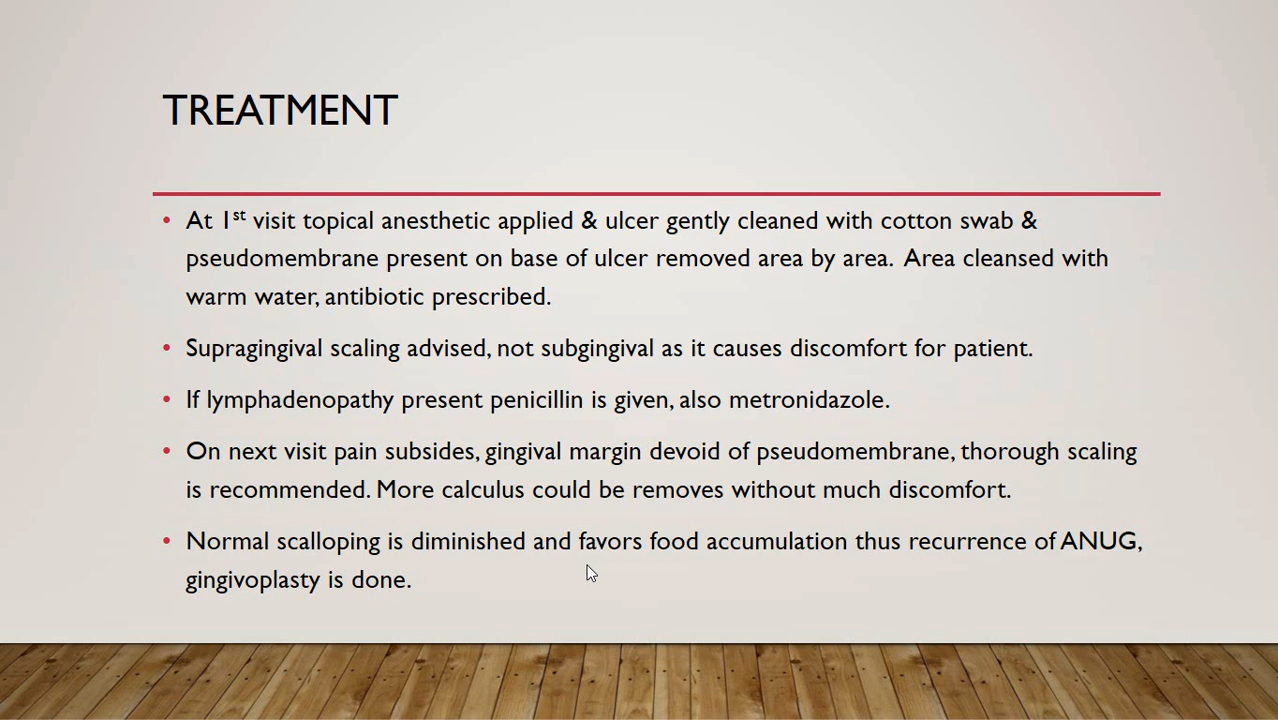 TREATMENT
• At 1st visit topical anesthetic applied & ulcer gently cleaned with cotton swab &
pseudomembrane present on base of ulcer removed area by area. Area cleansed with
warm water, antibiotic prescribed.
• Supragingival scaling advised, not subgingival as it causes discomfort for patient.
• If lymphadenopathy present penicillin is given, also metronidazole.
• On next visit pain subsides, gingival margin devoid of pseudomembrane, thorough scaling
is recommended. More calculus could be removes without much discomfort.
• Normal scalloping is diminished and favors food accumulation thus recurrence of ANUG,
gingivoplasty is done.